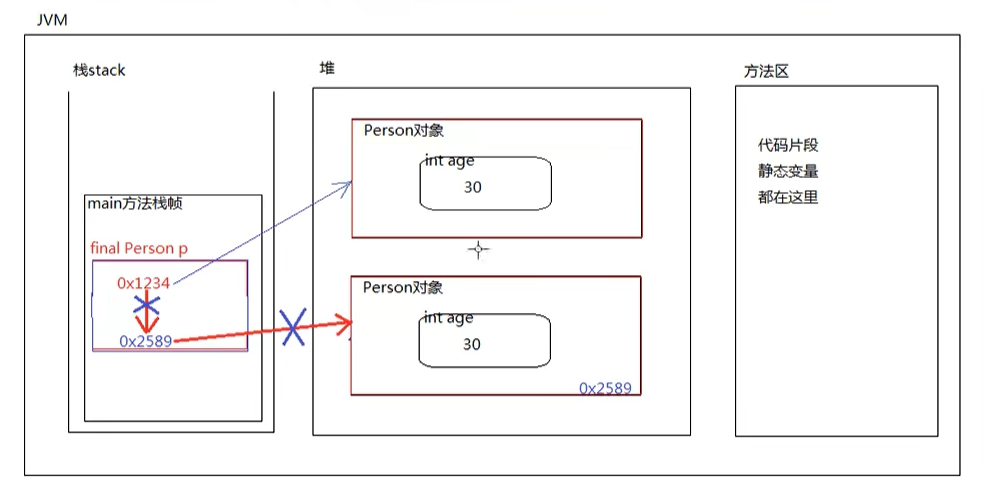 JVM
栈stack
堆
方法区
main方法栈帧
final Person p
0x1234
0x2589
Person对象
int age
30
Person对象
int age
30
0x2589
代码片段
静态变量
都在这里